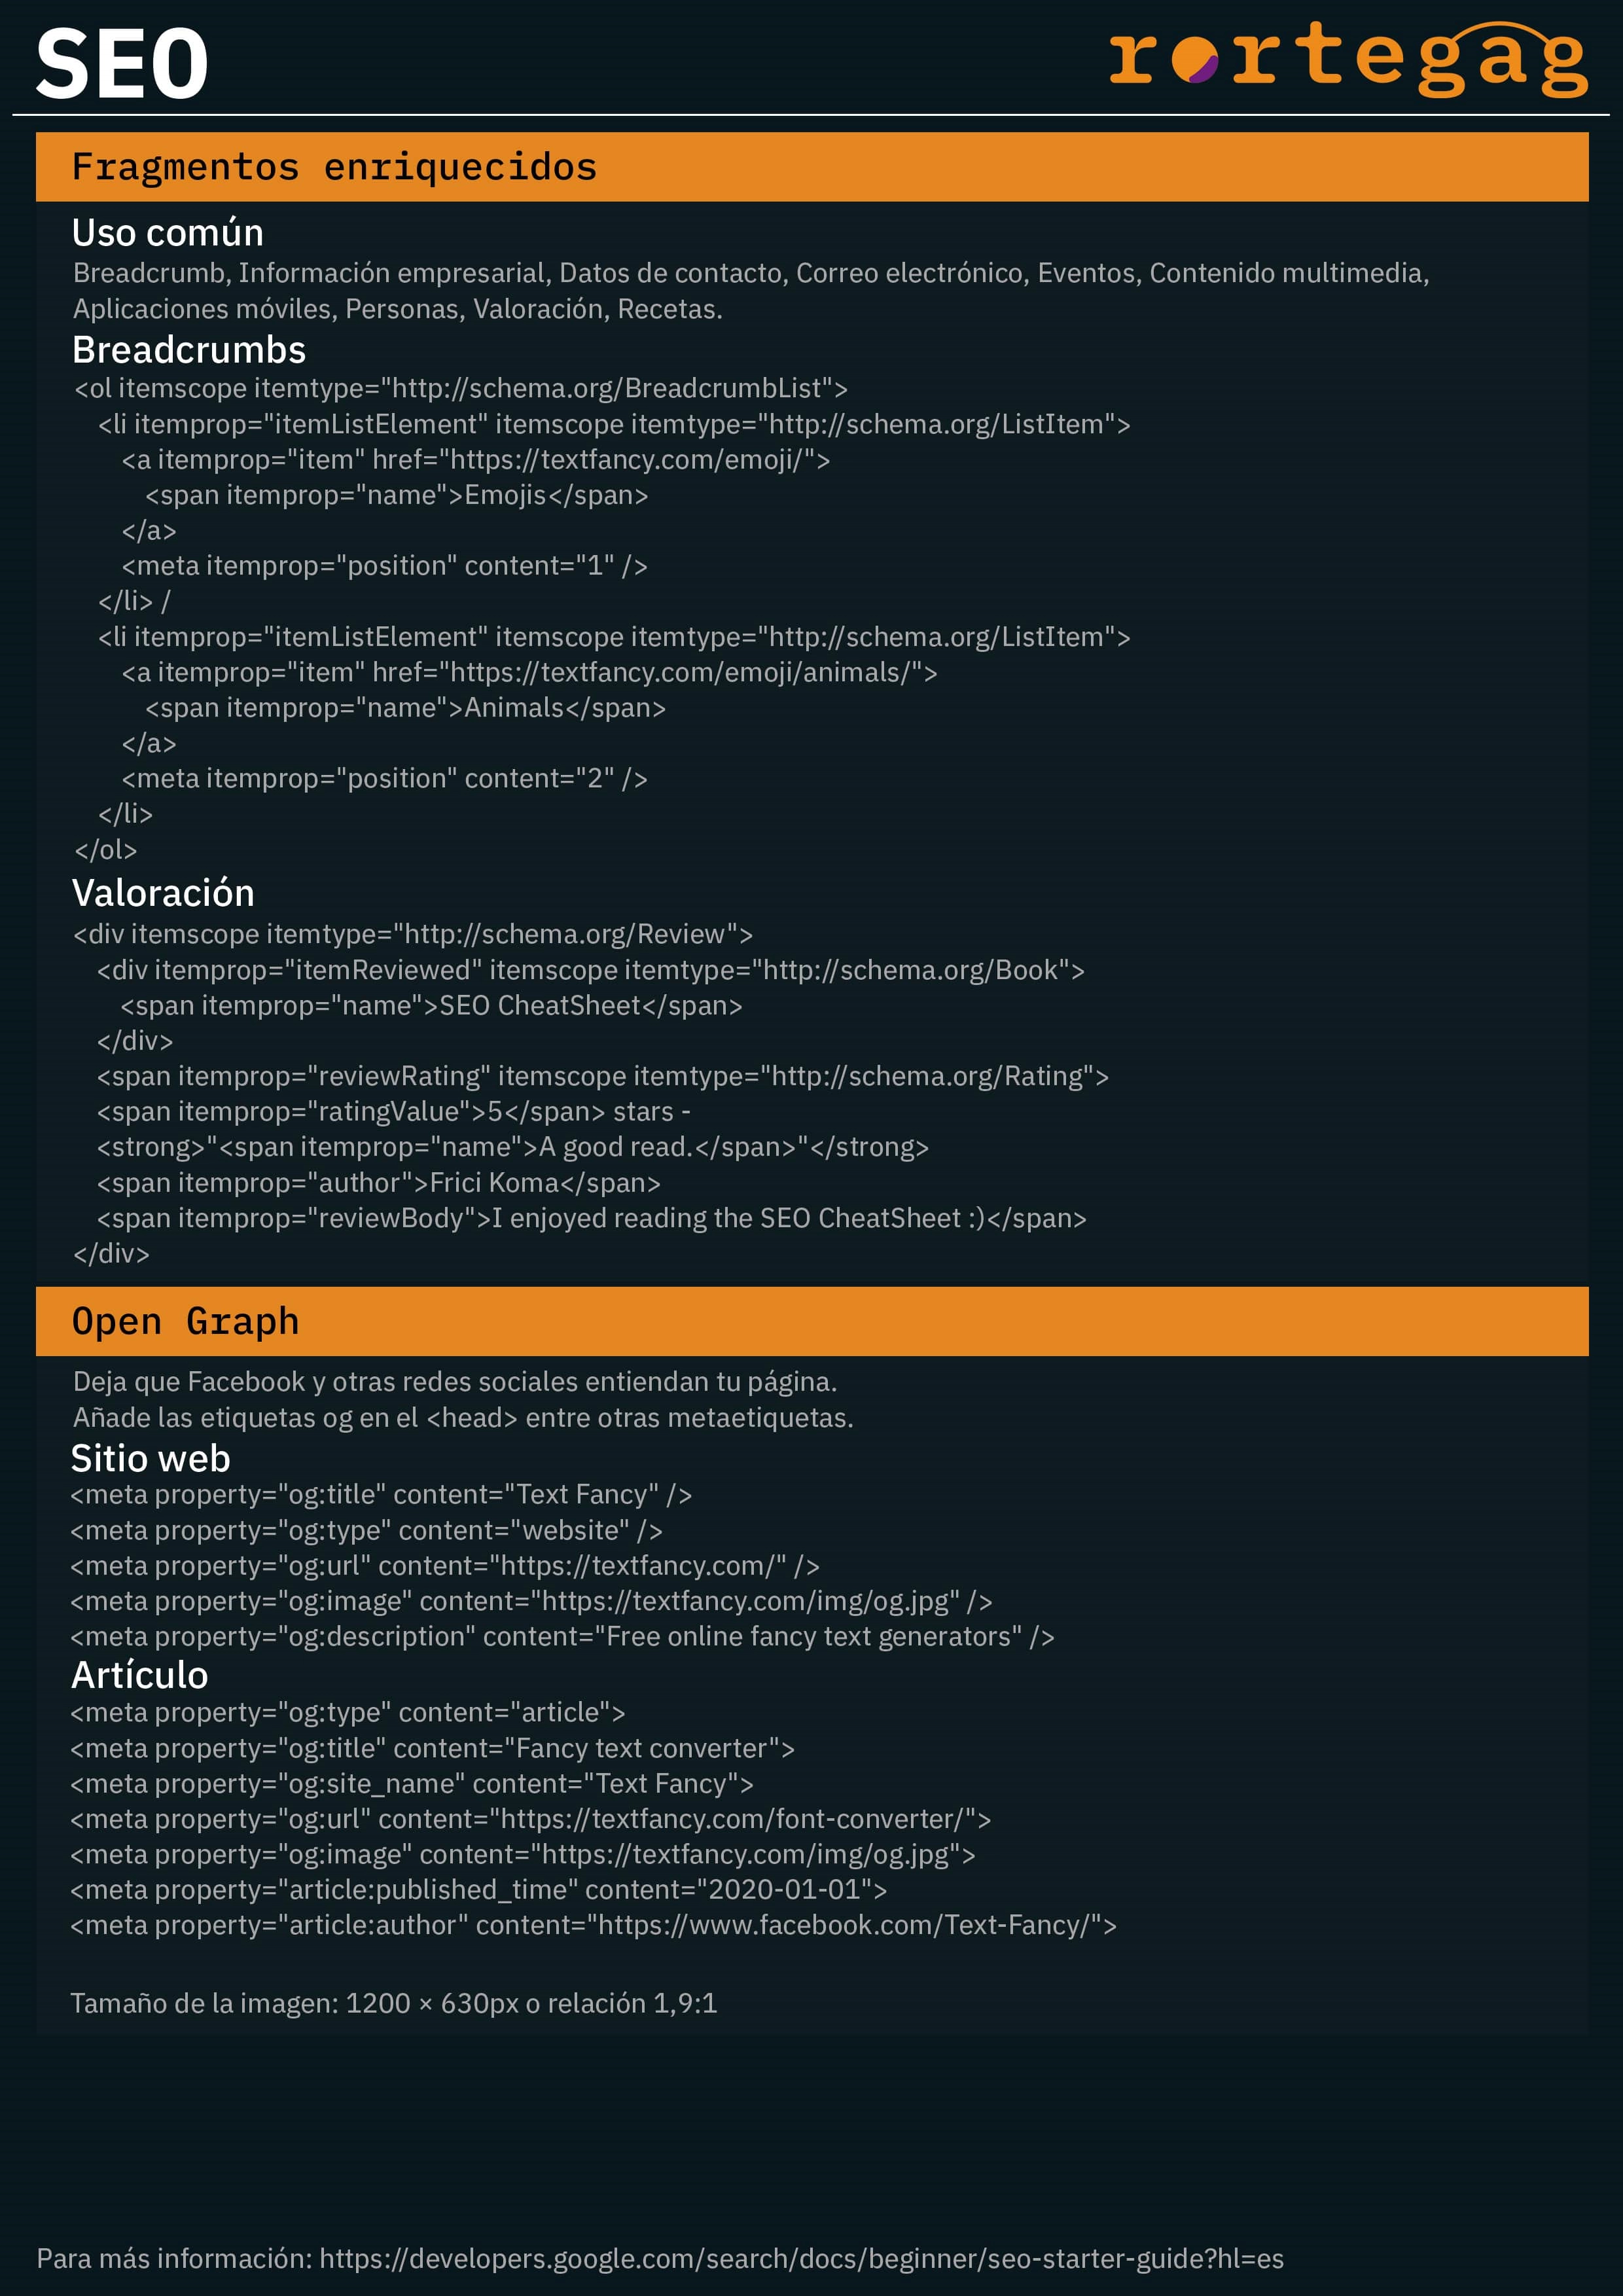 SEO
rortegag
Fragmentos enriquecidos
Uso común
Breadcrumb, Información empresarial, Datos de contacto, Correo electrónico, Eventos, Contenido multimedia,
Aplicaciones móviles, Personas, Valoración, Recetas.
Breadcrumbs
<ol itemscope itemtype="http://schema.org/BreadcrumbList">
<li itemprop="itemListElement" itemscope itemtype="http://schema.org/ListItem">
<a itemprop="item" href="https://textfancy.com/emoji/">
<span itemprop="name">Emojis</span>
</a>
<meta itemprop="position" content="1" />
</li> /
<li itemprop="itemListElement" itemscope itemtype="http://schema.org/ListItem">
<a itemprop="item" href="https://textfancy.com/emoji/animals/">
<span itemprop="name">Animals</span>
</a>
<meta itemprop="position" content="2" />
</li>
</ol>
Valoración
<div itemscope itemtype="http://schema.org/Review">
<div itemprop="itemReviewed" itemscope itemtype="http://schema.org/Book">
<span itemprop="name">SEO CheatSheet</span>
</div>
<span itemprop="reviewRating" itemscope itemtype="http://schema.org/Rating">
<span itemprop="ratingValue">5</span> stars -
<strong>"<span itemprop="name">A good read.</span>"</strong>
<span itemprop="author">Frici Koma</span>
<span itemprop="reviewBody">I enjoyed reading the SEO CheatSheet :)</span>
</div>
Open Graph
Deja que Facebook y otras redes sociales entiendan tu página.
Añade las etiquetas og en el <head> entre otras metaetiquetas.
Sitio web
<meta property="og:title" content="Text Fancy" />
<meta property="og:type" content="website" />
<meta property="og:url" content="https://textfancy.com/" />
<meta property="og:image" content="https://textfancy.com/img/og.jpg" />
<meta property="og:description" content="Free online fancy text generators" />
Artículo
<meta property="og:type" content="article">
<meta property="og:title" content="Fancy text converter">
<meta property="og:site_name" content="Text Fancy">
<meta property="og:url" content="https://textfancy.com/font-converter/">
<meta property="og:image" content="https://textfancy.com/img/og.jpg">
<meta property="article:published_time" content="2020-01-01">
<meta property="article:author" content="https://www.facebook.com/Text-Fancy/">
Tamaño de la imagen: 1200 × 630px o relación 1,9:1
Para más información: https://developers.google.com/search/docs/beginner/seo-starter-guide?hl=es